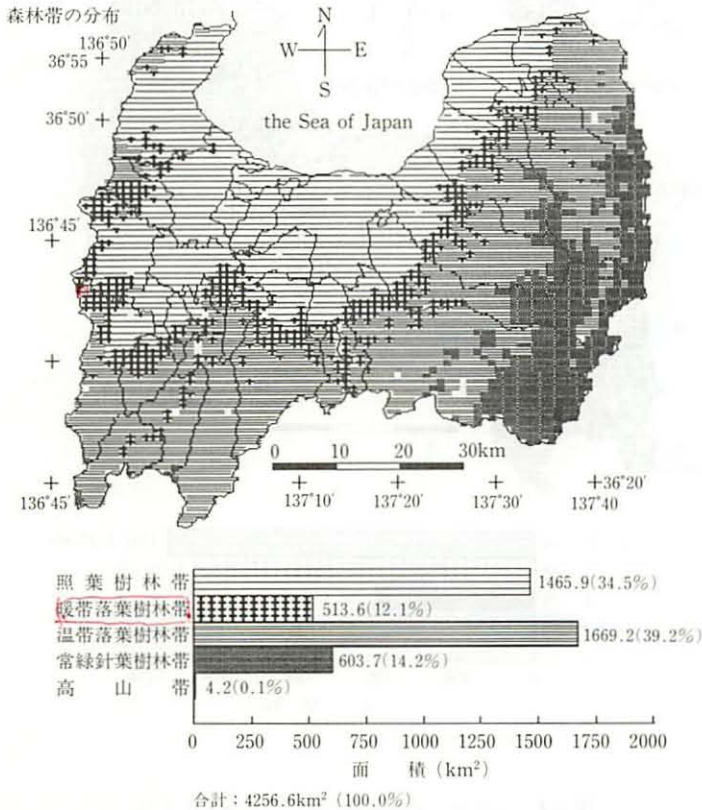 森林帯の分布
136°50′
36°55
N
W E
S
36°50′
the Sea of Japan
136°45′
0 10 20 30km
136°45′
137°10′
137°20′
137°30′
36°20′
137°40
照葉樹林帯 1465.9(34.5%)
暖帯落葉樹林帯 513.6(12.1%)
温帯落葉樹林帯 1669.2(39.2%)
常緑針葉樹林帯 603.7(14.2%)
高山帯 4.2(0.1%)
0 250 500 750 1000 1250 1500 1750 2000
面積(km²)
合計:4256.6km²(100.0%)